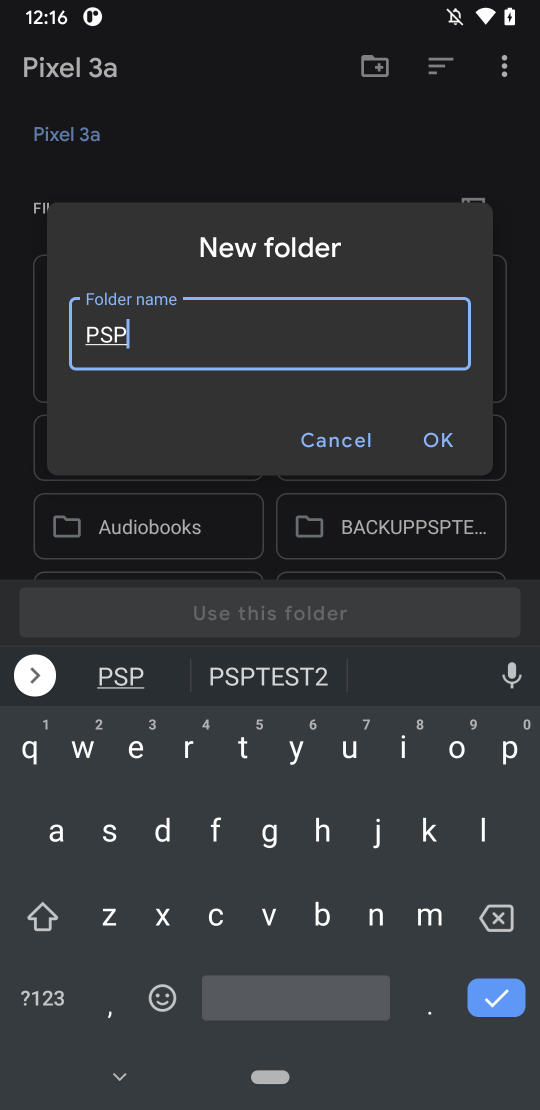 12:16
Pixel 3a
Pixel 3a
New folder
Folder name
PSP
Cancel OK
Audiobooks BACKUPPSPTE...
Use this folder
PSP PSPTEST2
1 2 3 4 5 6 7 8 9 0
q w e r t y u i o p
a s d f g h j k l
z x c v b n m
?123 , .